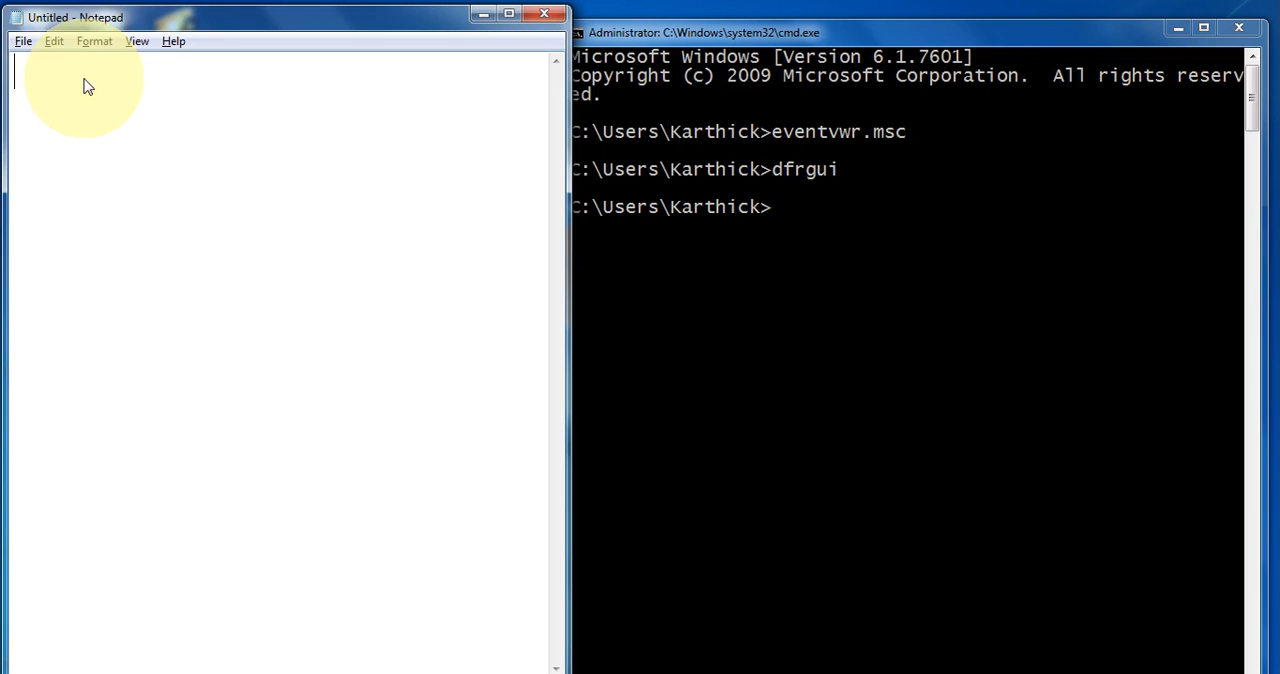 Untitled - Notepad
File Edit Format View Help
Administrator: C:\Windows\system32\cmd.exe
Microsoft Windows [Version 6.1.7601]
Copyright (c) 2009 Microsoft Corporation.  All rights reserv
ed.
C:\Users\Karthick>eventvwr.msc
C:\Users\Karthick>dfrgui
C:\Users\Karthick>